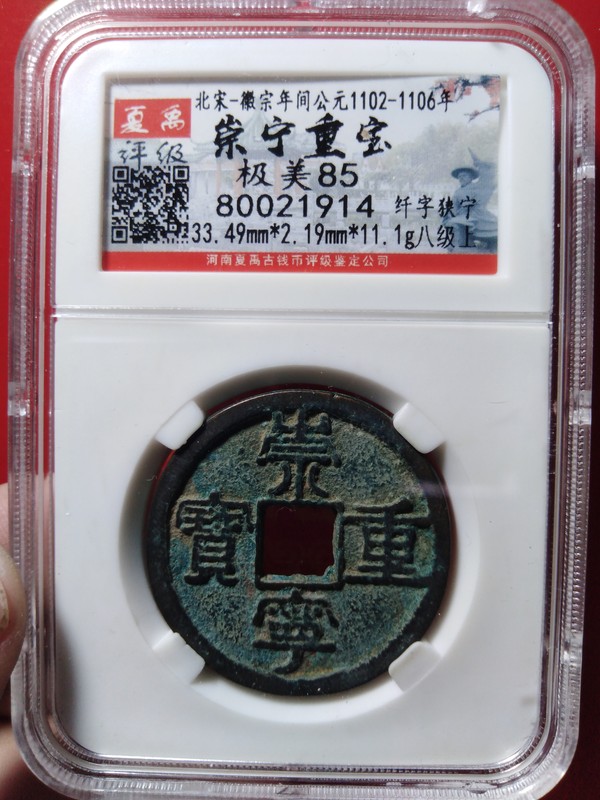 北宋-徽宗年间公元1102-1106年
夏禹
评级
崇宁重宝
极美85
80021914 纤字狭宁
33.49mm*2.19mm*11.1g八级上
河南夏禹古钱币评级鉴定公司
崇
寶 重
寧